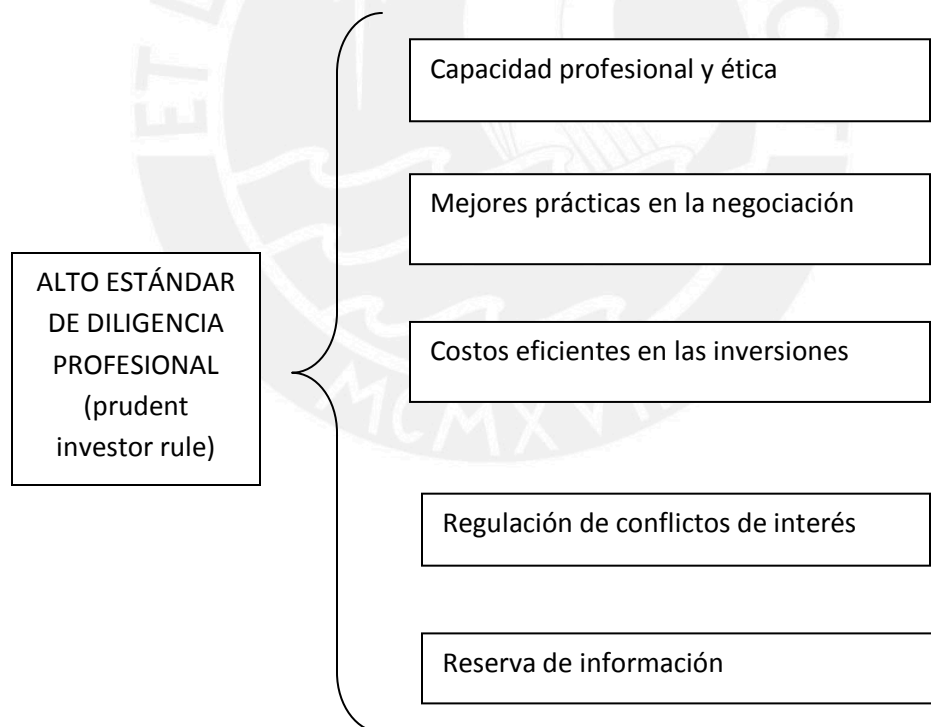 Capacidad profesional y ética
Mejores prácticas en la negociación
ALTO ESTÁNDAR
DE DILIGENCIA
PROFESIONAL
(prudent
investor rule)
Costos eficientes en las inversiones
Regulación de conflictos de interés
Reserva de información